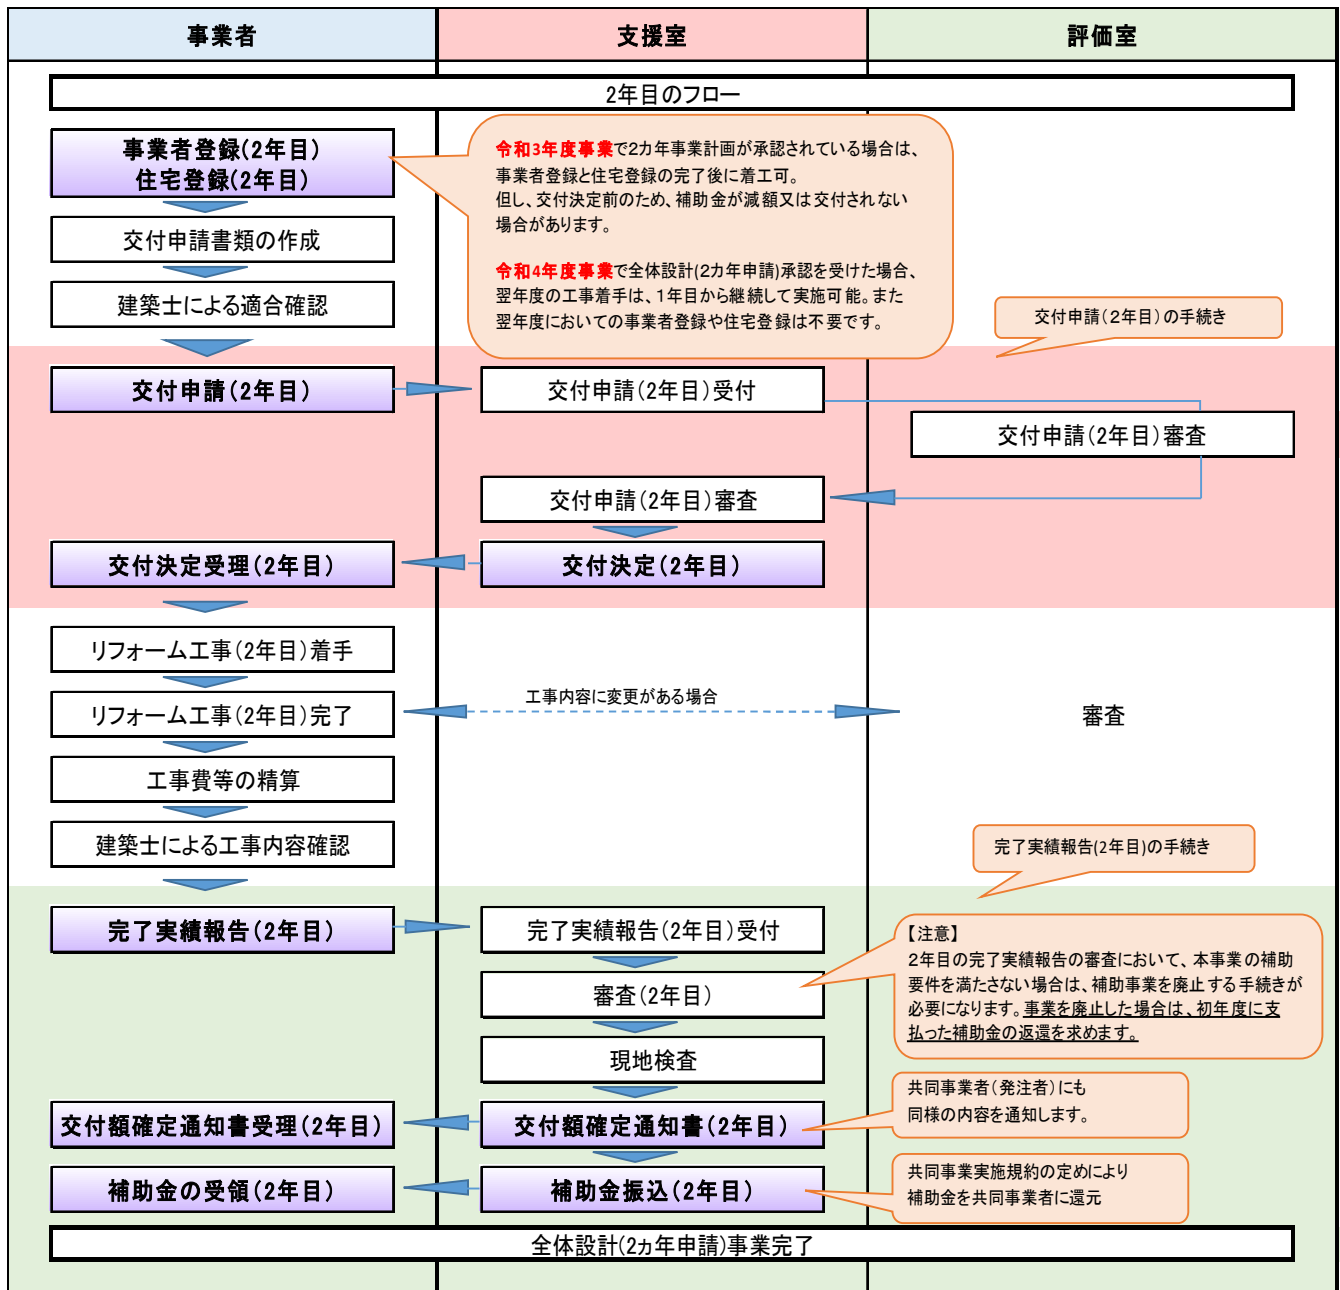 事業者
支援室
評価室
2年目のフロー
事業者登録(2年目)
住宅登録(2年目)
令和3年度事業で2カ年事業計画が承認されている場合は、
事業者登録と住宅登録の完了後に着工可。
但し、交付決定前のため、補助金が減額又は交付されない
場合があります。
令和4年度事業で全体設計(2カ年申請)承認を受けた場合、
翌年度の工事着手は、1年目から継続して実施可能。また
翌年度においての事業者登録や住宅登録は不要です。
交付申請書類の作成
建築士による適合確認
交付申請(2年目)の手続き
交付申請(2年目)
交付申請(2年目)受付
交付申請(2年目)審査
交付申請(2年目)審査
交付決定受理(2年目)
交付決定(2年目)
リフォーム工事(2年目)着手
リフォーム工事(2年目)完了
工事内容に変更がある場合
審査
工事費等の精算
建築士による工事内容確認
完了実績報告(2年目)の手続き
完了実績報告(2年目)
完了実績報告(2年目)受付
【注意】
2年目の完了実績報告の審査において、本事業の補助
要件を満たさない場合は、補助事業を廃止する手続きが
必要になります。事業を廃止した場合は、初年度に支
払った補助金の返還を求めます。
審査(2年目)
現地検査
交付額確定通知書受理(2年目)
交付額確定通知書(2年目)
共同事業者(発注者)にも
同様の内容を通知します。
補助金の受領(2年目)
補助金振込(2年目)
共同事業実施規約の定めにより
補助金を共同事業者に還元
全体設計(2ヵ年申請)事業完了